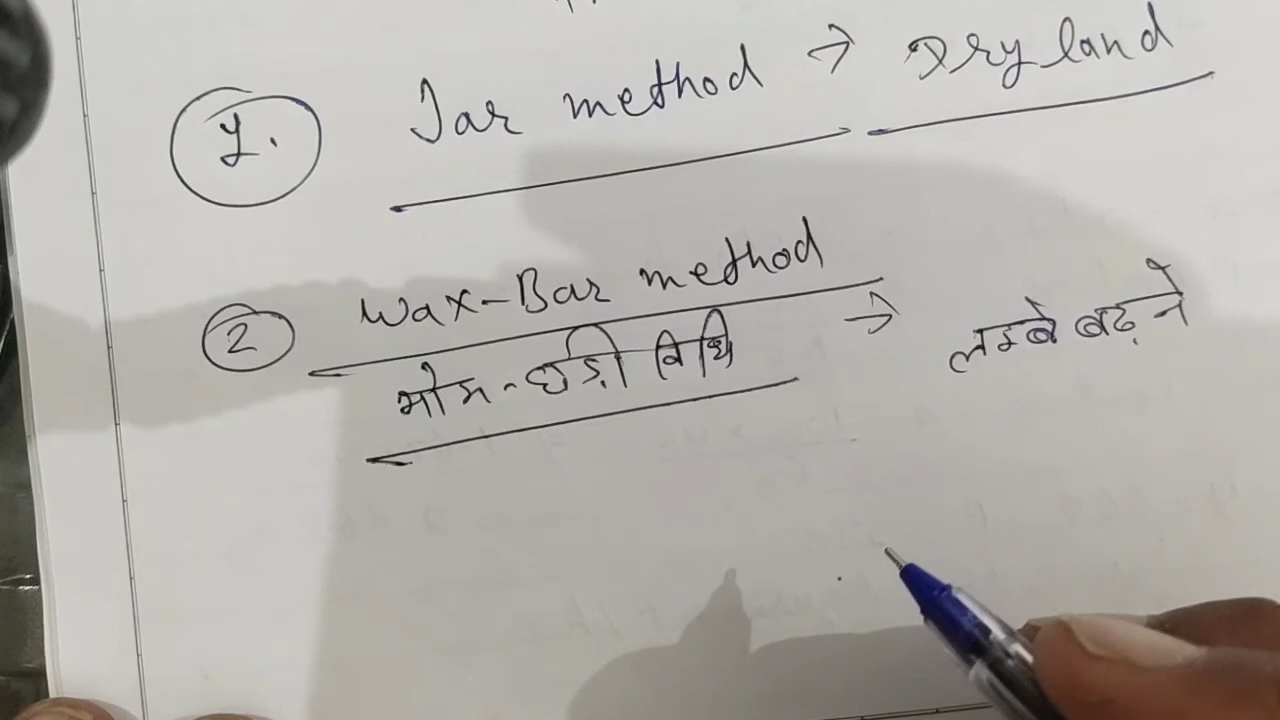 1. Jar method → Dry land
2 Wax-Bar method
मोम-छड़ी विधि → लम्बे बढ़ने